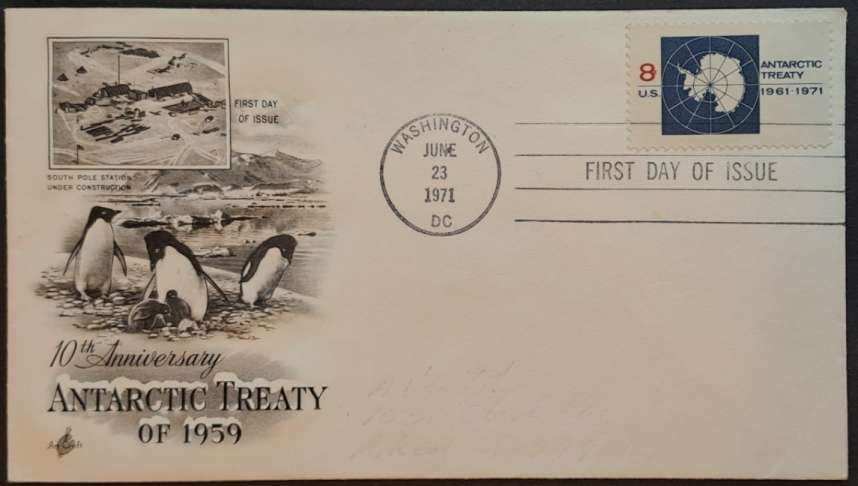 FIRST DAY
OF ISSUE
SOUTH POLE STATION
UNDER CONSTRUCTION
10th Anniversary
ANTARCTIC TREATY
OF 1959
ArtCraft
WASHINGTON
JUNE
23
1971
DC
8¢
U.S.
ANTARCTIC
TREATY
1961-1971
FIRST DAY OF ISSUE